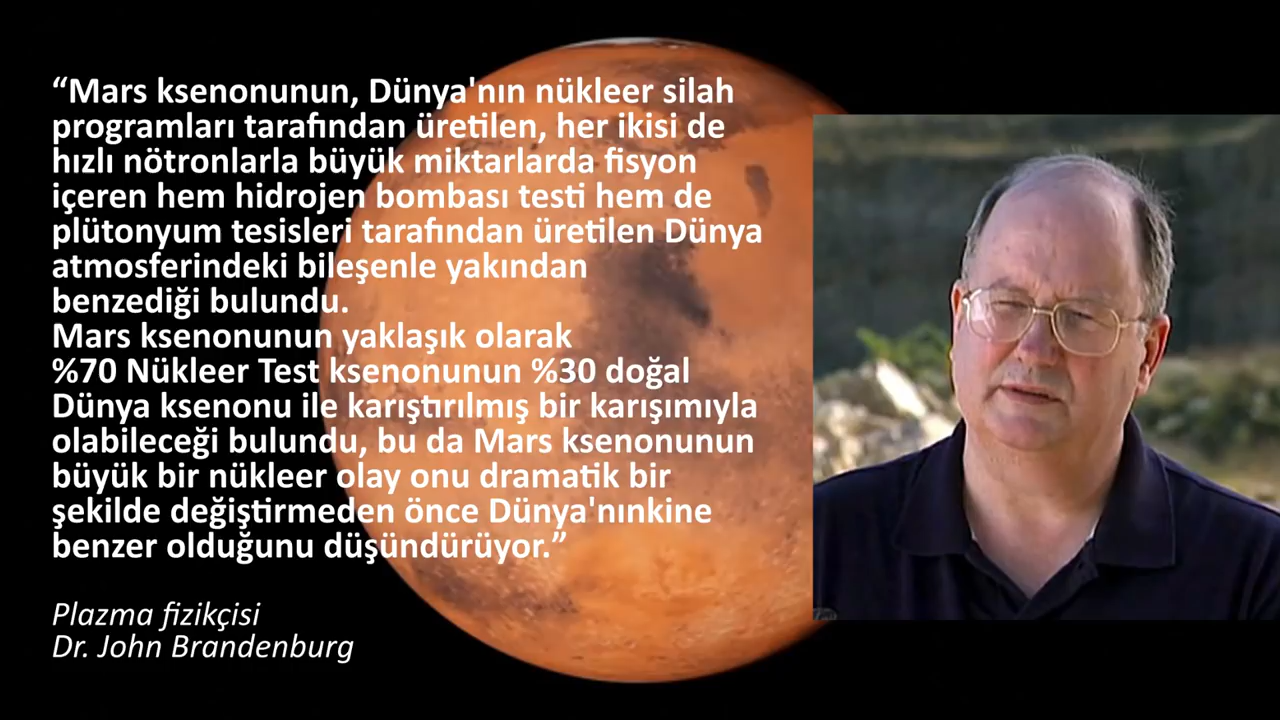 “Mars ksenonunun, Dünya'nın nükleer silah
programları tarafından üretilen, her ikisi de
hızlı nötronlarla büyük miktarlarda fisyon
içeren hem hidrojen bombası testi hem de
plütonyum tesisleri tarafından üretilen Dünya
atmosferindeki bileşenle yakından
benzediği bulundu.
Mars ksenonunun yaklaşık olarak
%70 Nükleer Test ksenonunun %30 doğal
Dünya ksenonu ile karıştırılmış bir karışımıyla
olabileceği bulundu, bu da Mars ksenonunun
büyük bir nükleer olay onu dramatik bir
şekilde değiştirmeden önce Dünya'nınkine
benzer olduğunu düşündürüyor.”
Plazma fizikçisi
Dr. John Brandenburg